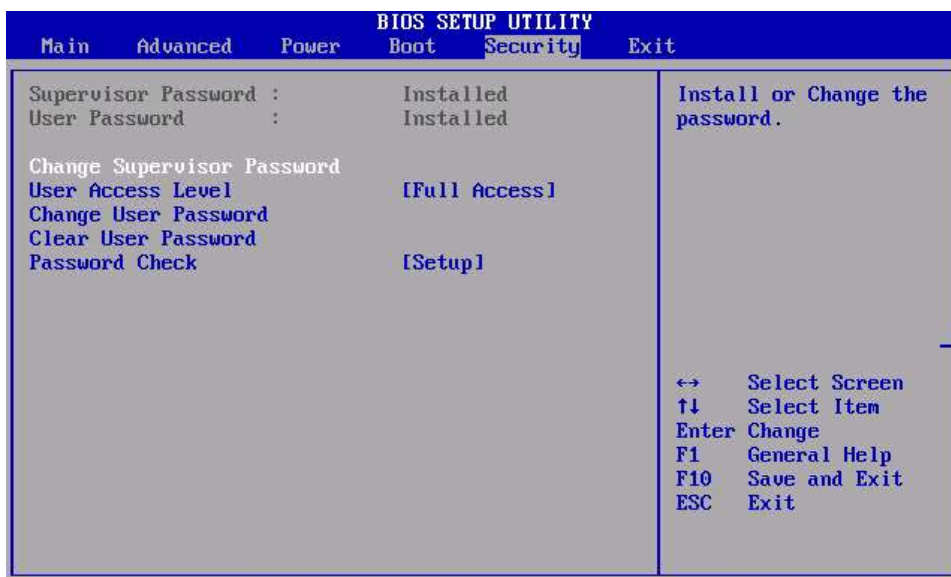 BIOS SETUP UTILITY
Main Advanced Power Boot Security Exit
Supervisor Password : Installed
User Password : Installed
Change Supervisor Password
User Access Level [Full Access]
Change User Password
Clear User Password
Password Check [Setup]
Install or Change the
password.
↔ Select Screen
↑↓ Select Item
Enter Change
F1 General Help
F10 Save and Exit
ESC Exit